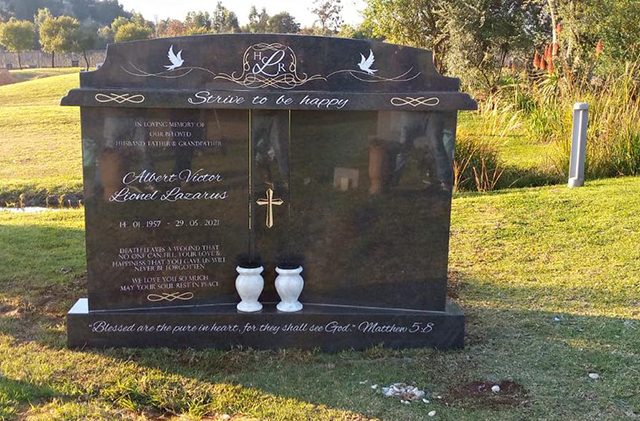 H L R
Strive to be happy
IN LOVING MEMORY OF
OUR BELOVED
HUSBAND FATHER & GRANDFATHER
Albert Victor
Lionel Lazarus
14 · 01 · 1957 - 29 · 05 · 2021
DEATH LEAVES A WOUND THAT
NO ONE CAN FILL, YOUR LOVE &
HAPPINESS THAT YOU GAVE US WILL
NEVER BE FORGOTTEN
WE LOVE YOU SO MUCH
MAY YOUR SOUL REST IN PEACE
"Blessed are the pure in heart, for they shall see God." Matthew 5:8